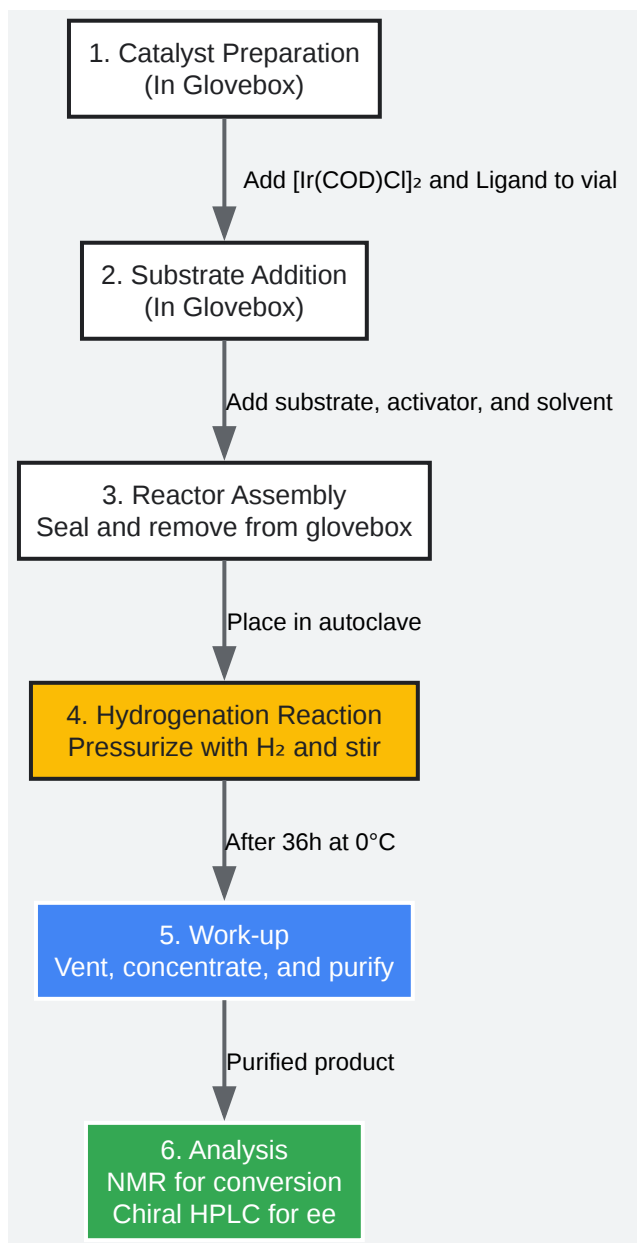 1. Catalyst Preparation
(In Glovebox)
Add [Ir(COD)Cl]₂ and Ligand to vial
2. Substrate Addition
(In Glovebox)
Add substrate, activator, and solvent
3. Reactor Assembly
Seal and remove from glovebox
Place in autoclave
4. Hydrogenation Reaction
Pressurize with H₂ and stir
After 36h at 0°C
5. Work-up
Vent, concentrate, and purify
Purified product
6. Analysis
NMR for conversion
Chiral HPLC for ee